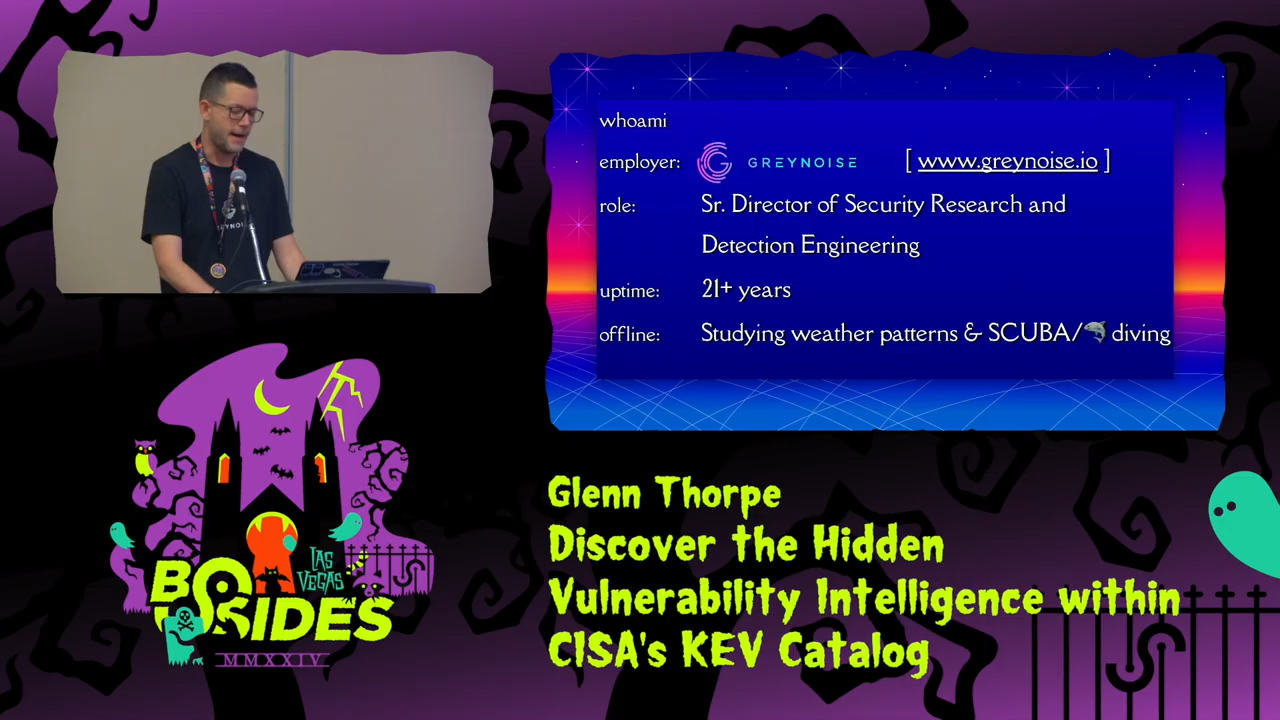 whoami
employer: GREYNOISE [ www.greynoise.io ]
role: Sr. Director of Security Research and
Detection Engineering
uptime: 21+ years
offline: Studying weather patterns & SCUBA/🦈 diving
Glenn Thorpe
Discover the Hidden
Vulnerability Intelligence within
CISA's KEV Catalog
LAS
VEGAS
BSIDES
MMXXIV